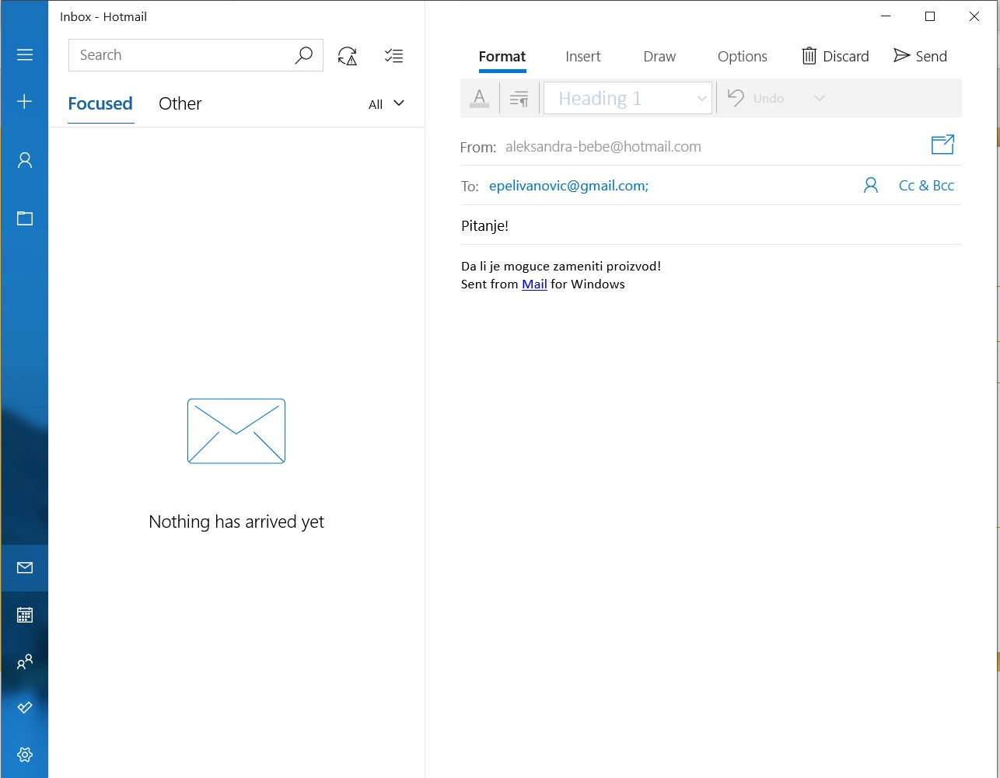 Inbox - Hotmail
Search
Focused Other All
Nothing has arrived yet
Format Insert Draw Options Discard Send
A Heading 1 Undo
From: aleksandra-bebe@hotmail.com
To: epelivanovic@gmail.com; Cc & Bcc
Pitanje!
Da li je moguce zameniti proizvod!
Sent from Mail for Windows